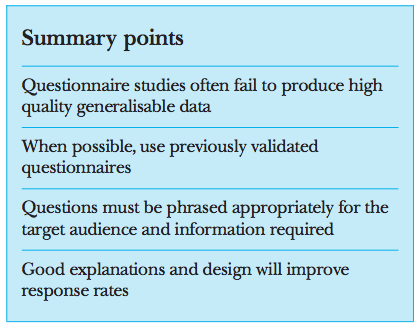 Summary points
Questionnaire studies often fail to produce high
quality generalisable data
When possible, use previously validated
questionnaires
Questions must be phrased appropriately for the
target audience and information required
Good explanations and design will improve
response rates